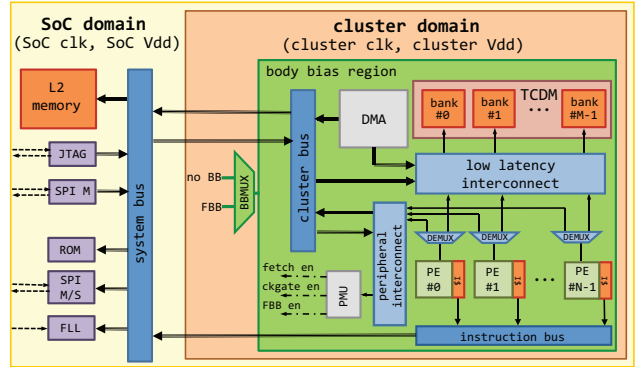 SoC domain
(SoC clk, SoC Vdd)
cluster domain
(cluster clk, cluster Vdd)
body bias region
L2
memory
JTAG
SPI M
ROM
SPI
M/S
FLL
system bus
no BB
FBB
BBMUX
cluster bus
DMA
TCDM
bank
#0
bank
#1
...
bank
#M-1
low latency
interconnect
DEMUX
DEMUX
DEMUX
peripheral
interconnect
fetch en
ckgate en
FBB en
PMU
PE
#0
I$
PE
#1
I$
...
PE
#N-1
I$
instruction bus